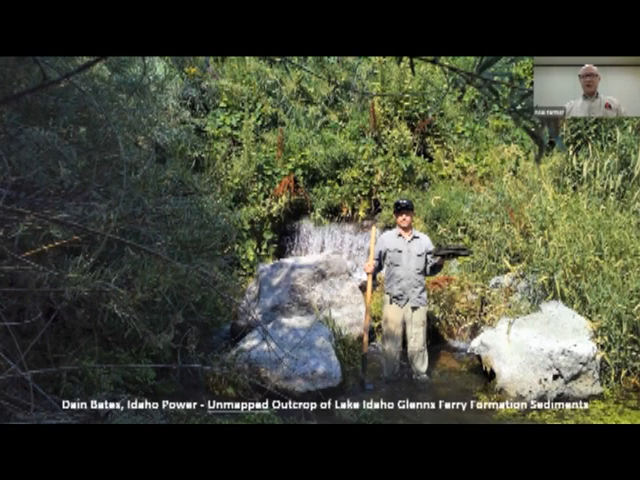 Dain Bates, Idaho Power - Unmapped Outcrop of Lake Idaho Glenns Ferry Formation Sediments